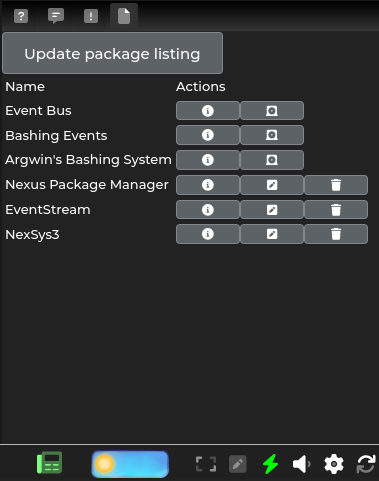 Update package listing
Name Actions
Event Bus
Bashing Events
Argwin's Bashing System
Nexus Package Manager
EventStream
NexSys3